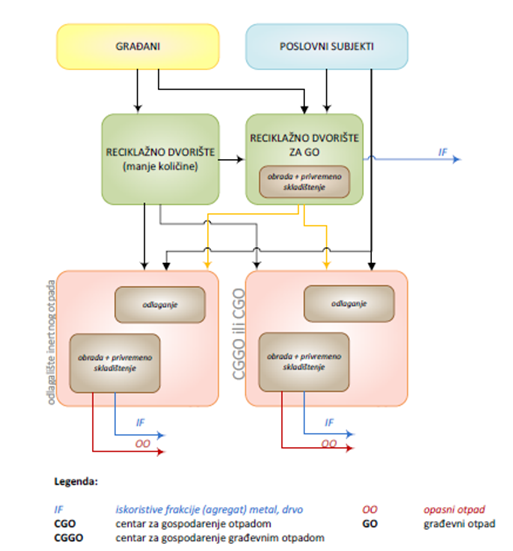 GRAĐANI
POSLOVNI SUBJEKTI
RECIKLAŽNO DVORIŠTE
(manje količine)
RECIKLAŽNO DVORIŠTE
ZA GO
obrada + privremeno
skladištenje
IF
odlagalište inertnog otpada
odlaganje
obrada + privremeno
skladištenje
IF
OO
CGGO ili CGO
odlaganje
obrada + privremeno
skladištenje
IF
OO
Legenda:
IF iskoristive frakcije (agregat) metal, drvo OO opasni otpad
CGO centar za gospodarenje otpadom GO građevni otpad
CGGO centar za gospodarenje građevnim otpadom